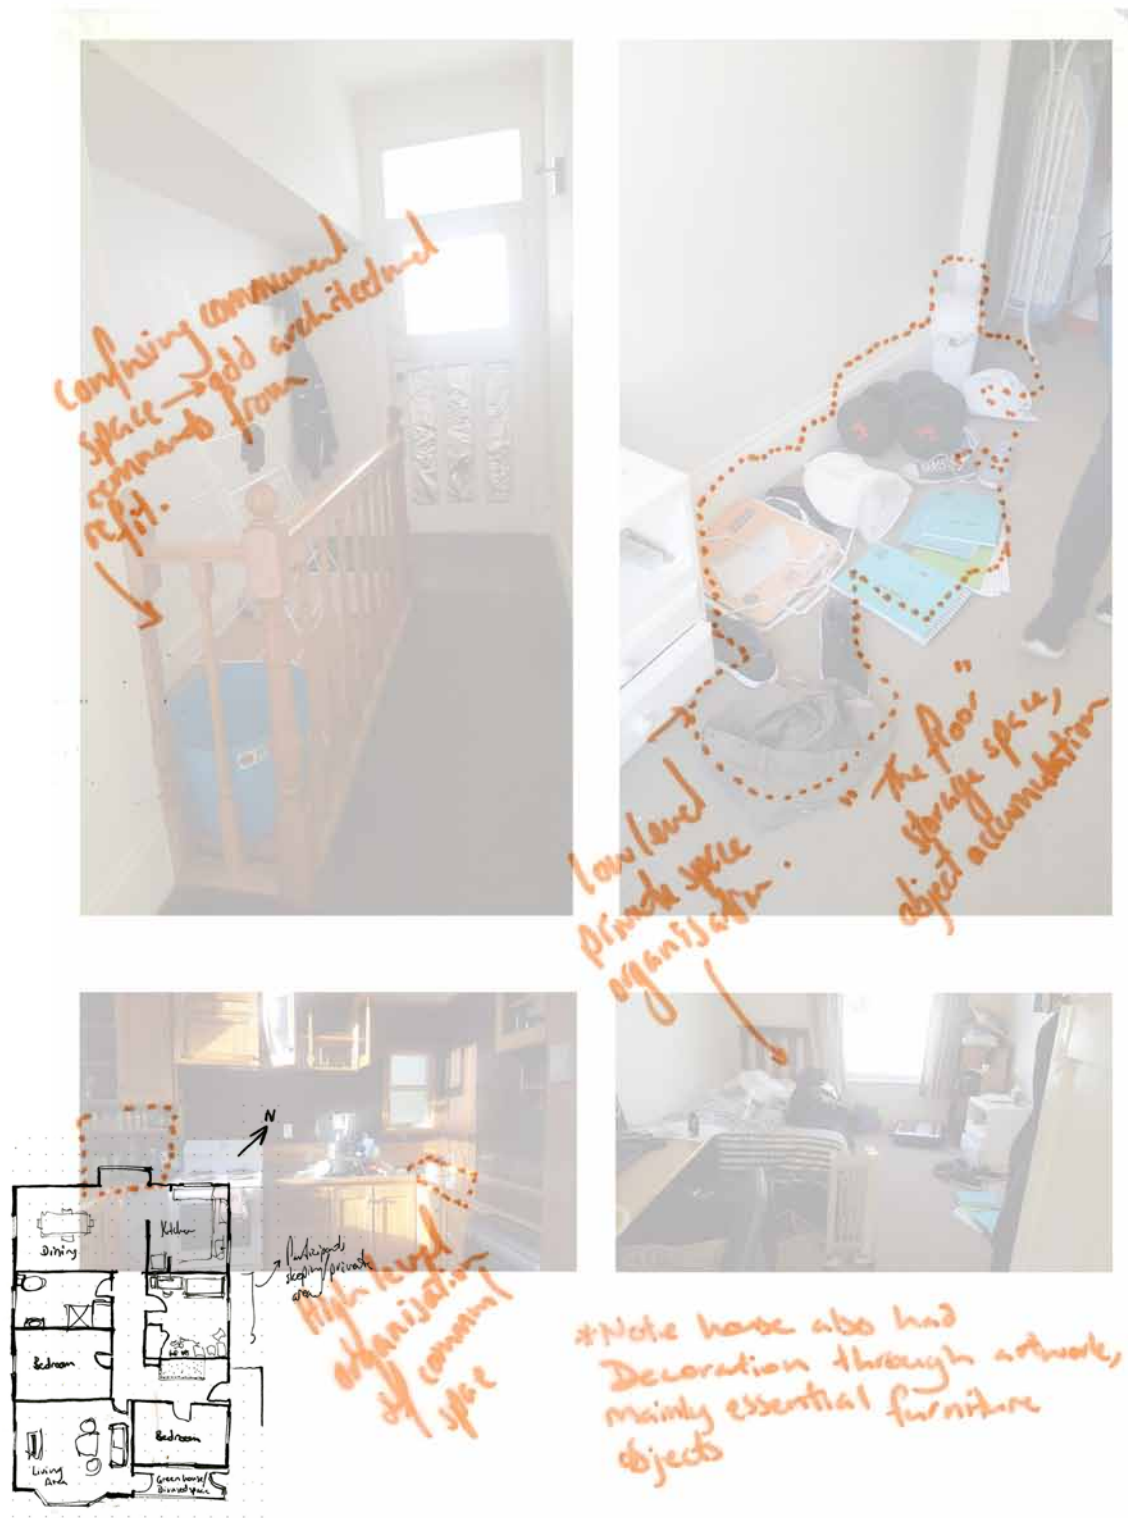 Confusing communal
space → odd architectural
remnants from
refit.
low level
private space
organisation.
" The floor "
storage space,
object accumulation
N
Dining
Kitchen
Participants
sleeping/private
area
Bedroom
Bedroom
Living
Area
Greenhouse/
Disused space
High level
organisation
of communal
space
*Note house also had
Decoration through artwork,
mainly essential furniture
objects